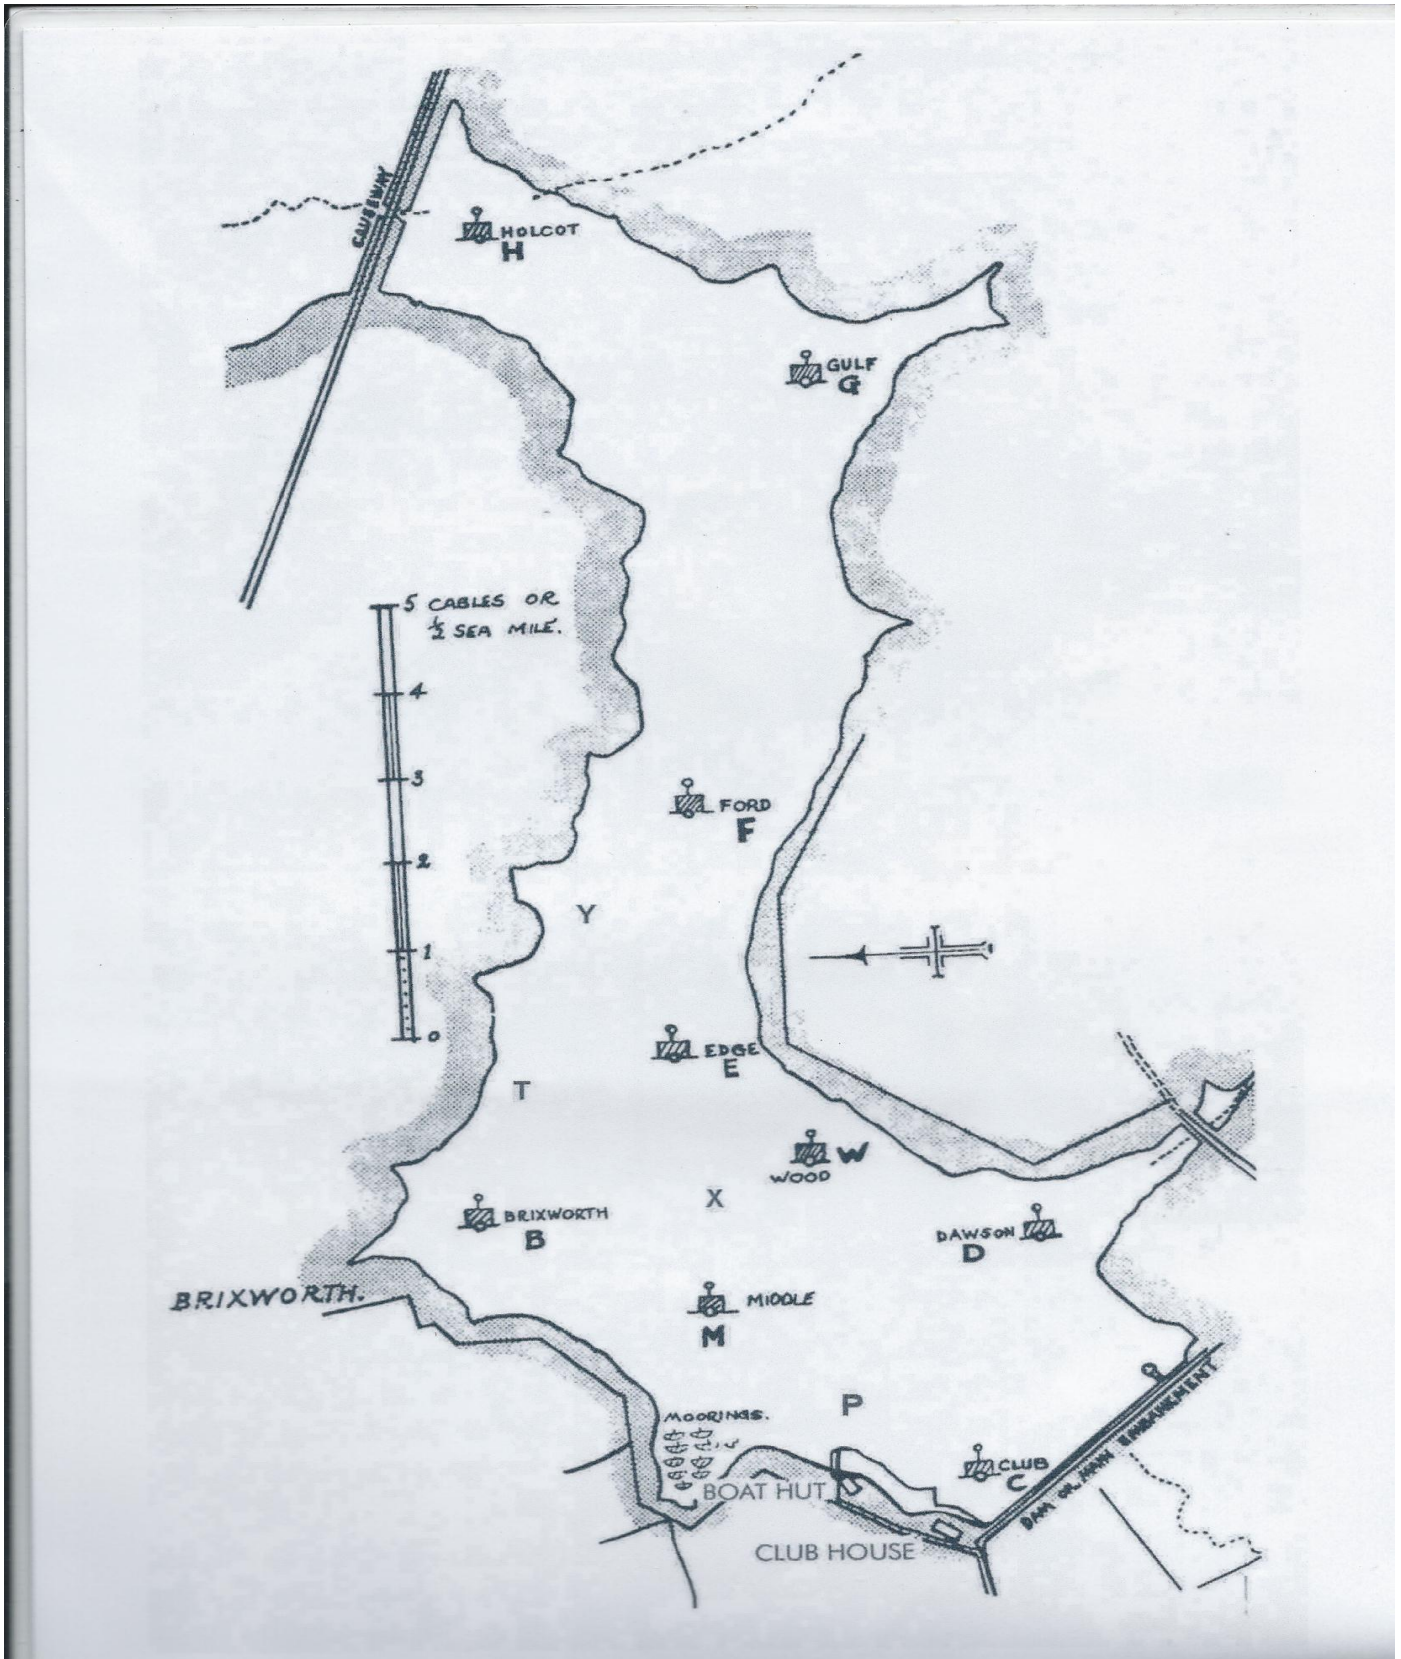 CAUSEWAY
HOLCOT
H
GULF
G
5 CABLES OR
½ SEA MILE.
4
3
FORD
F
2
Y
1
0
EDGE
E
T
W
WOOD
X
BRIXWORTH
B
DAWSON
D
BRIXWORTH.
MIDDLE
M
P
MOORINGS.
CLUB
C
BOAT HUT
DAM OR MAIN EMBANKMENT
CLUB HOUSE